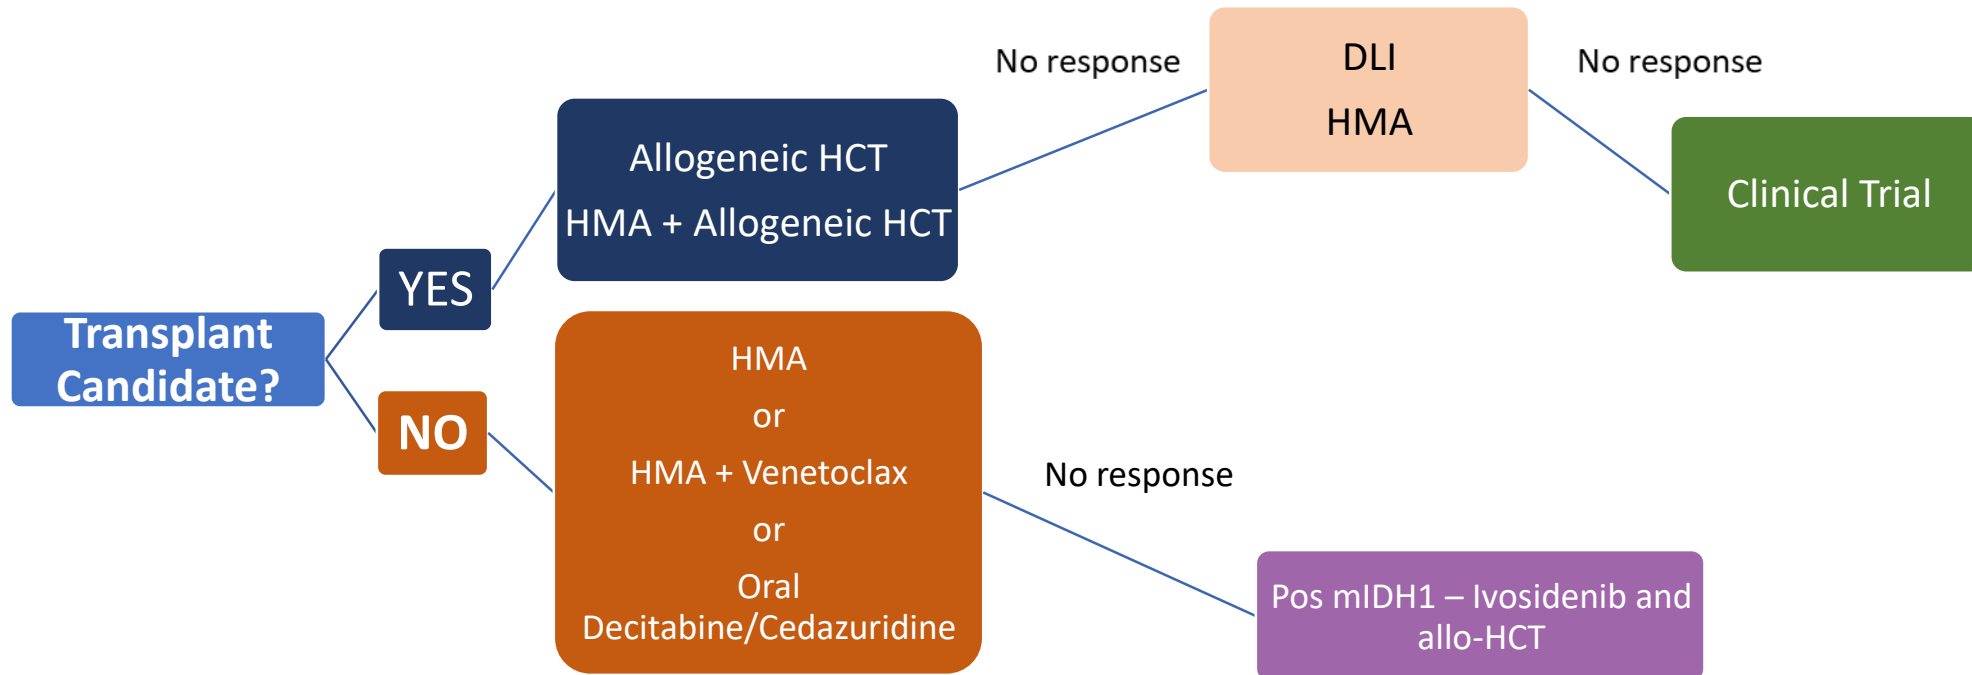 Transplant
Candidate?
YES
NO
Allogeneic HCT
HMA + Allogeneic HCT
No response
DLI
HMA
No response
Clinical Trial
HMA
or
HMA + Venetoclax
or
Oral
Decitabine/Cedazuridine
No response
Pos mIDH1 – Ivosidenib and
allo-HCT